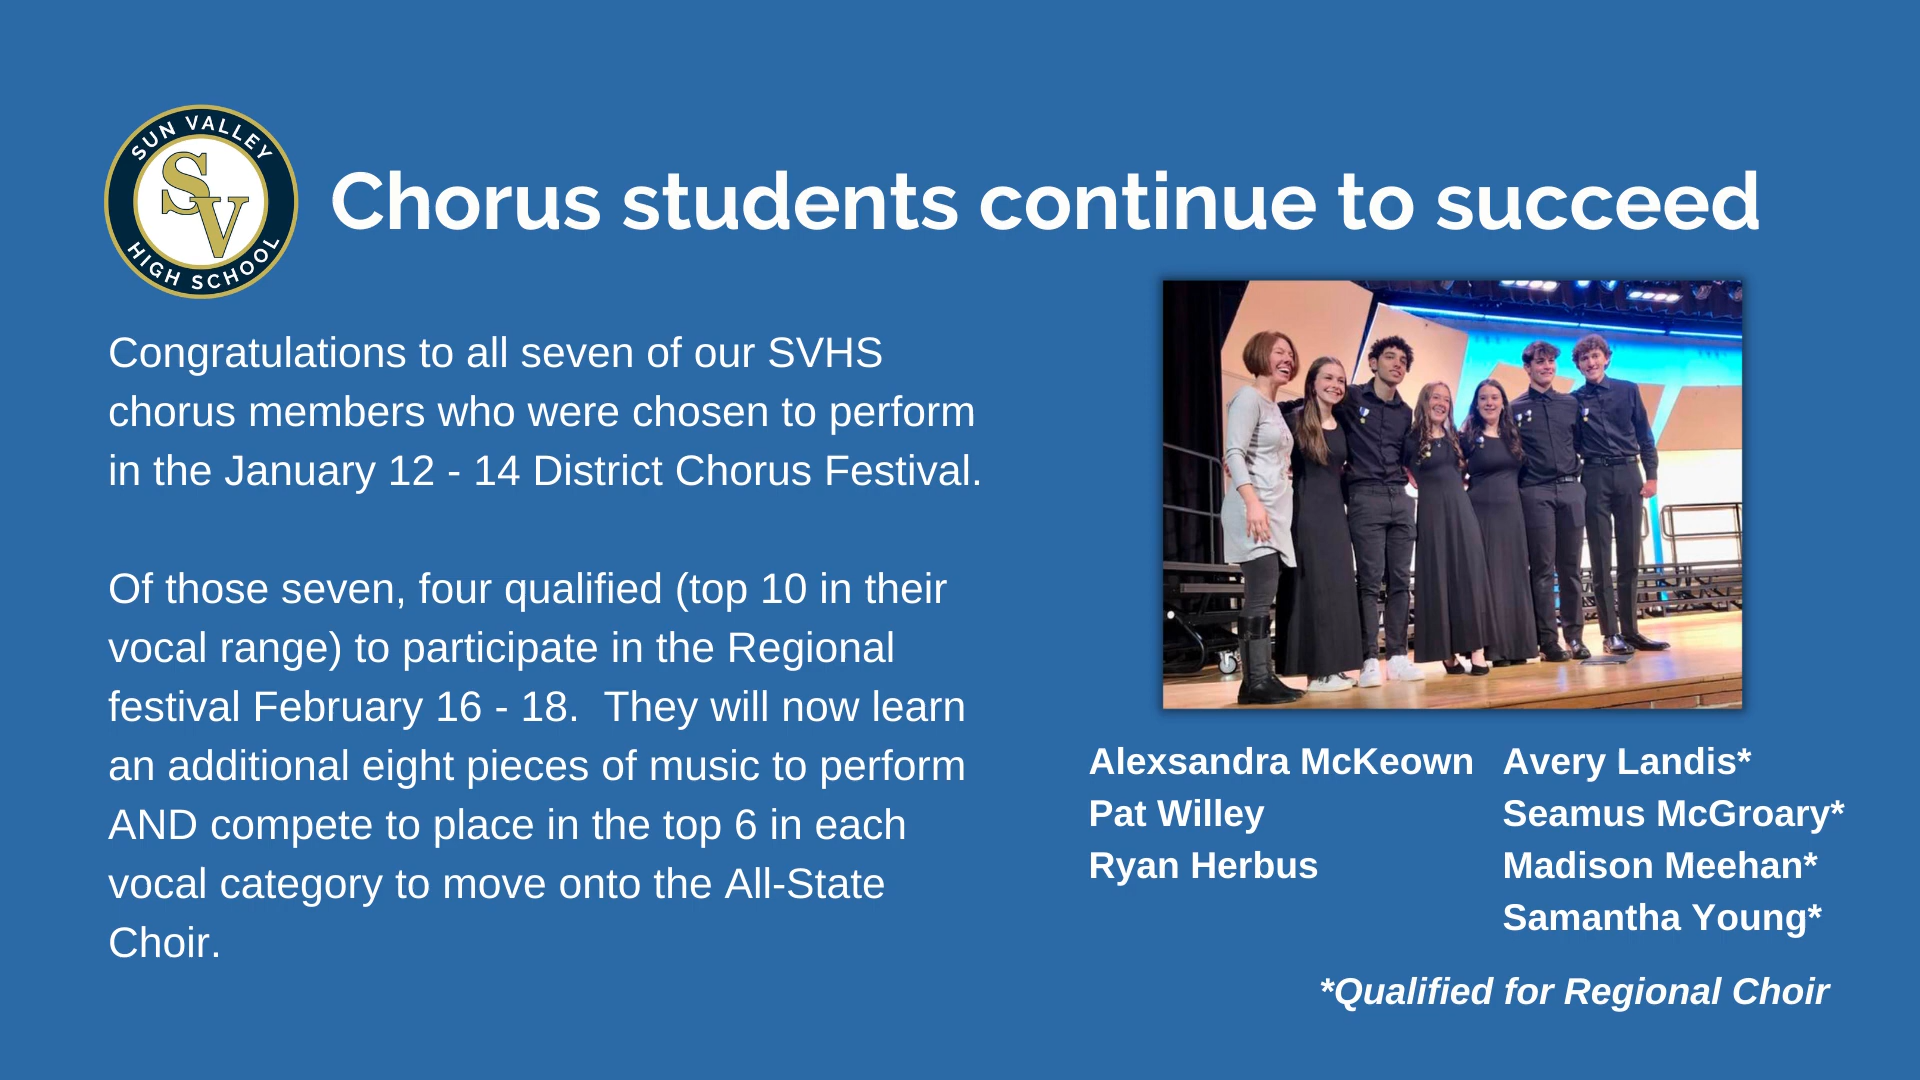 SUN VALLEY
SV
HIGH SCHOOL
Chorus students continue to succeed
Congratulations to all seven of our SVHS
chorus members who were chosen to perform
in the January 12 - 14 District Chorus Festival.
Of those seven, four qualified (top 10 in their
vocal range) to participate in the Regional
festival February 16 - 18.  They will now learn
an additional eight pieces of music to perform
AND compete to place in the top 6 in each
vocal category to move onto the All-State
Choir.
Alexsandra McKeown
Pat Willey
Ryan Herbus
Avery Landis*
Seamus McGroary*
Madison Meehan*
Samantha Young*
*Qualified for Regional Choir